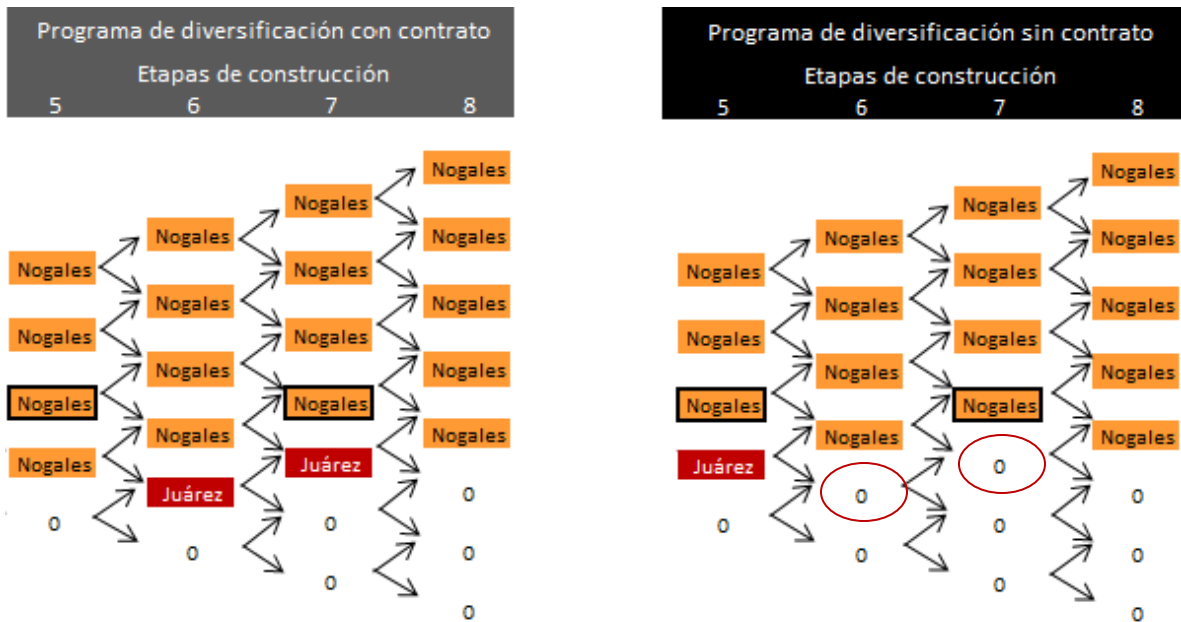 Programa de diversificación con contrato
Etapas de construcción
5 6 7 8
Nogales
Nogales
Nogales Nogales
Nogales Nogales
Nogales Nogales
Nogales Nogales
Nogales Nogales
Nogales Nogales
Nogales Nogales
Nogales Juárez
Juárez 0
0 0
0 0
0
0
Programa de diversificación sin contrato
Etapas de construcción
5 6 7 8
Nogales
Nogales
Nogales Nogales
Nogales Nogales
Nogales Nogales
Nogales Nogales
Nogales Nogales
Nogales Nogales
Nogales Nogales
Juárez 0
0 0
0 0
0 0
0
0